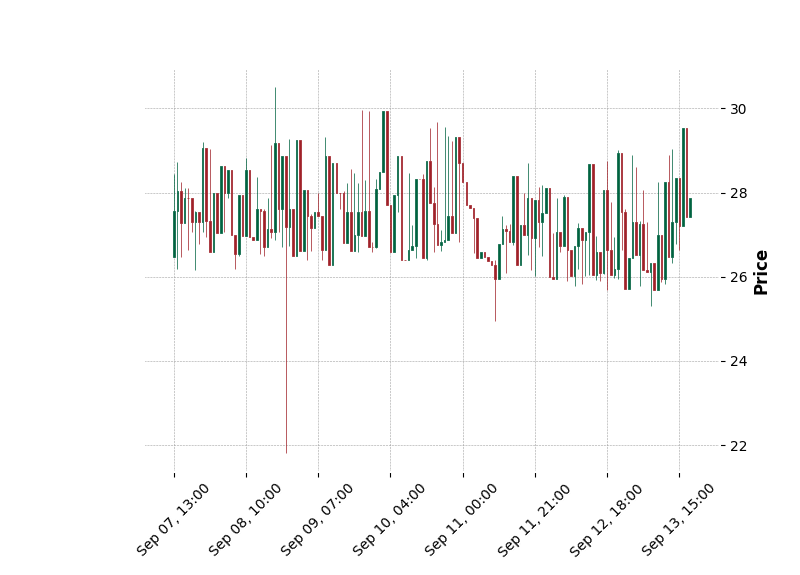 30
28
26
24
22
Price
Sep 07, 13:00
Sep 08, 10:00
Sep 09, 07:00
Sep 10, 04:00
Sep 11, 00:00
Sep 11, 21:00
Sep 12, 18:00
Sep 13, 15:00